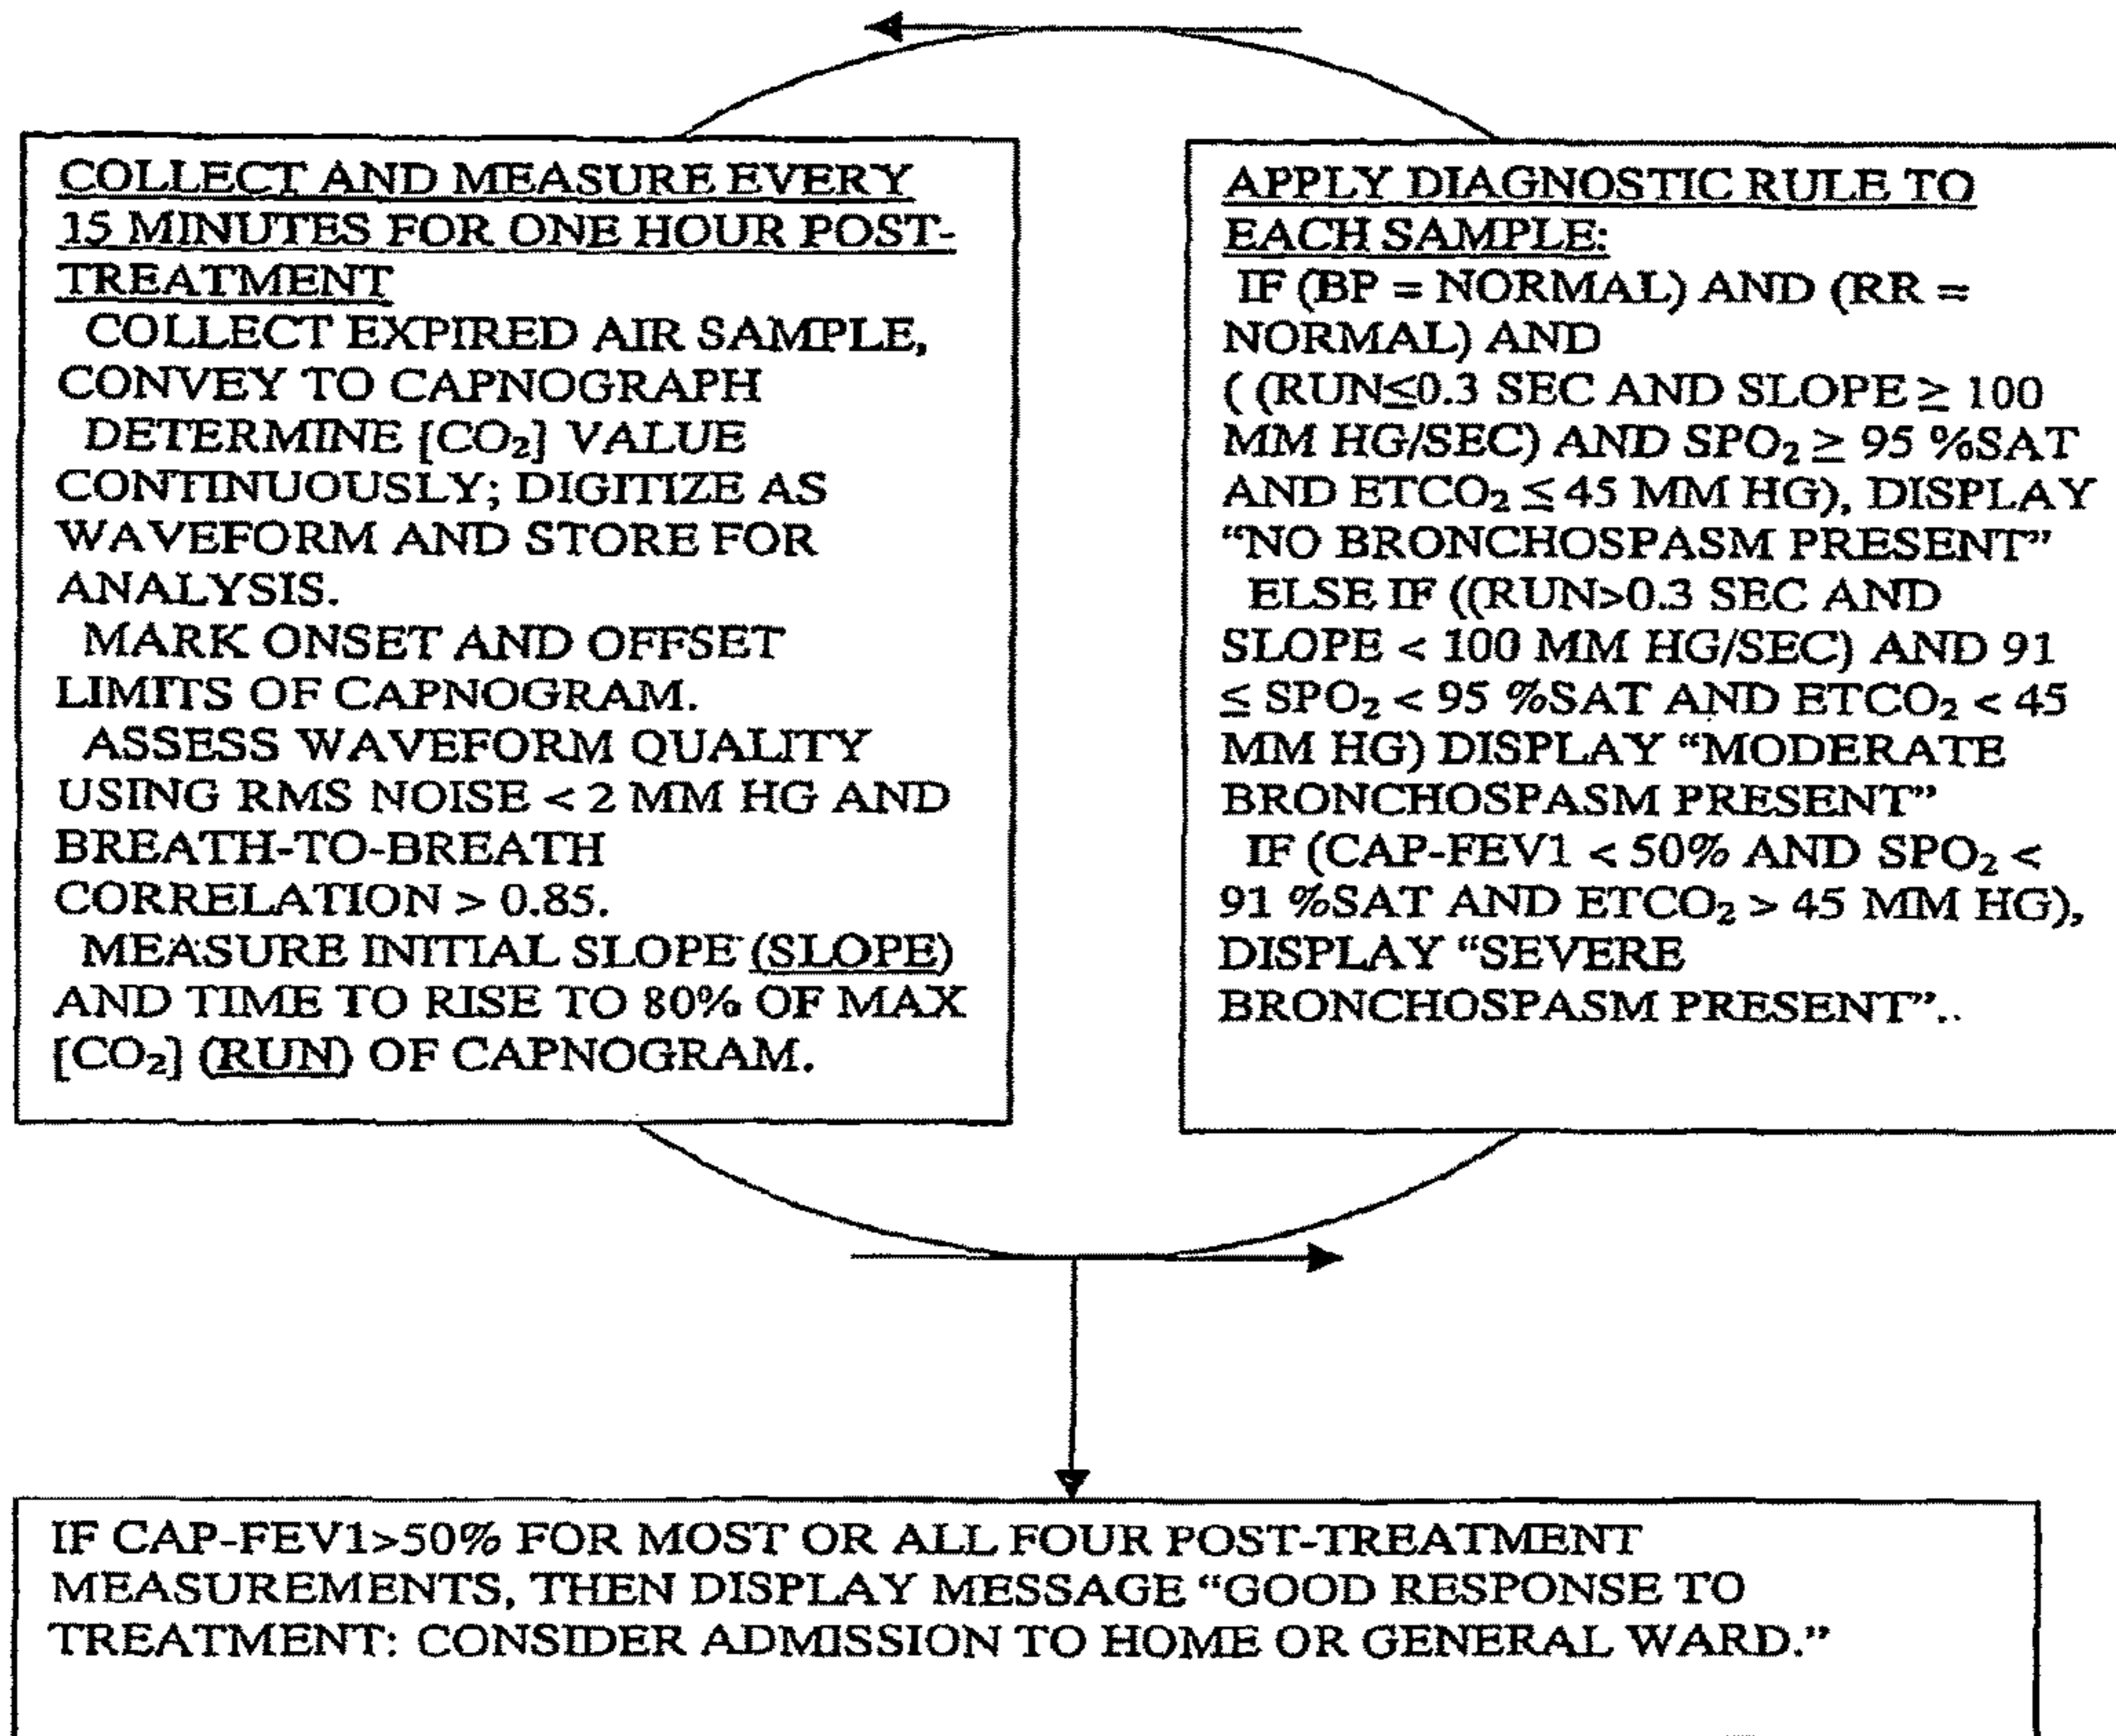 COLLECT AND MEASURE EVERY
15 MINUTES FOR ONE HOUR POST-
TREATMENT
COLLECT EXPIRED AIR SAMPLE,
CONVEY TO CAPNOGRAPH
DETERMINE [CO₂] VALUE
CONTINUOUSLY; DIGITIZE AS
WAVEFORM AND STORE FOR
ANALYSIS.
MARK ONSET AND OFFSET
LIMITS OF CAPNOGRAM.
ASSESS WAVEFORM QUALITY
USING RMS NOISE < 2 MM HG AND
BREATH-TO-BREATH
CORRELATION > 0.85.
MEASURE INITIAL SLOPE (SLOPE)
AND TIME TO RISE TO 80% OF MAX
[CO₂] (RUN) OF CAPNOGRAM.
APPLY DIAGNOSTIC RULE TO
EACH SAMPLE:
IF (BP = NORMAL) AND (RR =
NORMAL) AND
( (RUN≤0.3 SEC AND SLOPE ≥ 100
MM HG/SEC) AND SPO₂ ≥ 95 %SAT
AND ETCO₂ ≤ 45 MM HG), DISPLAY
“NO BRONCHOSPASM PRESENT”
ELSE IF ((RUN>0.3 SEC AND
SLOPE < 100 MM HG/SEC) AND 91
≤ SPO₂ < 95 %SAT AND ETCO₂ < 45
MM HG) DISPLAY “MODERATE
BRONCHOSPASM PRESENT”
IF (CAP-FEV1 < 50% AND SPO₂ <
91 %SAT AND ETCO₂ > 45 MM HG),
DISPLAY “SEVERE
BRONCHOSPASM PRESENT”..
IF CAP-FEV1>50% FOR MOST OR ALL FOUR POST-TREATMENT
MEASUREMENTS, THEN DISPLAY MESSAGE “GOOD RESPONSE TO
TREATMENT: CONSIDER ADMISSION TO HOME OR GENERAL WARD.”